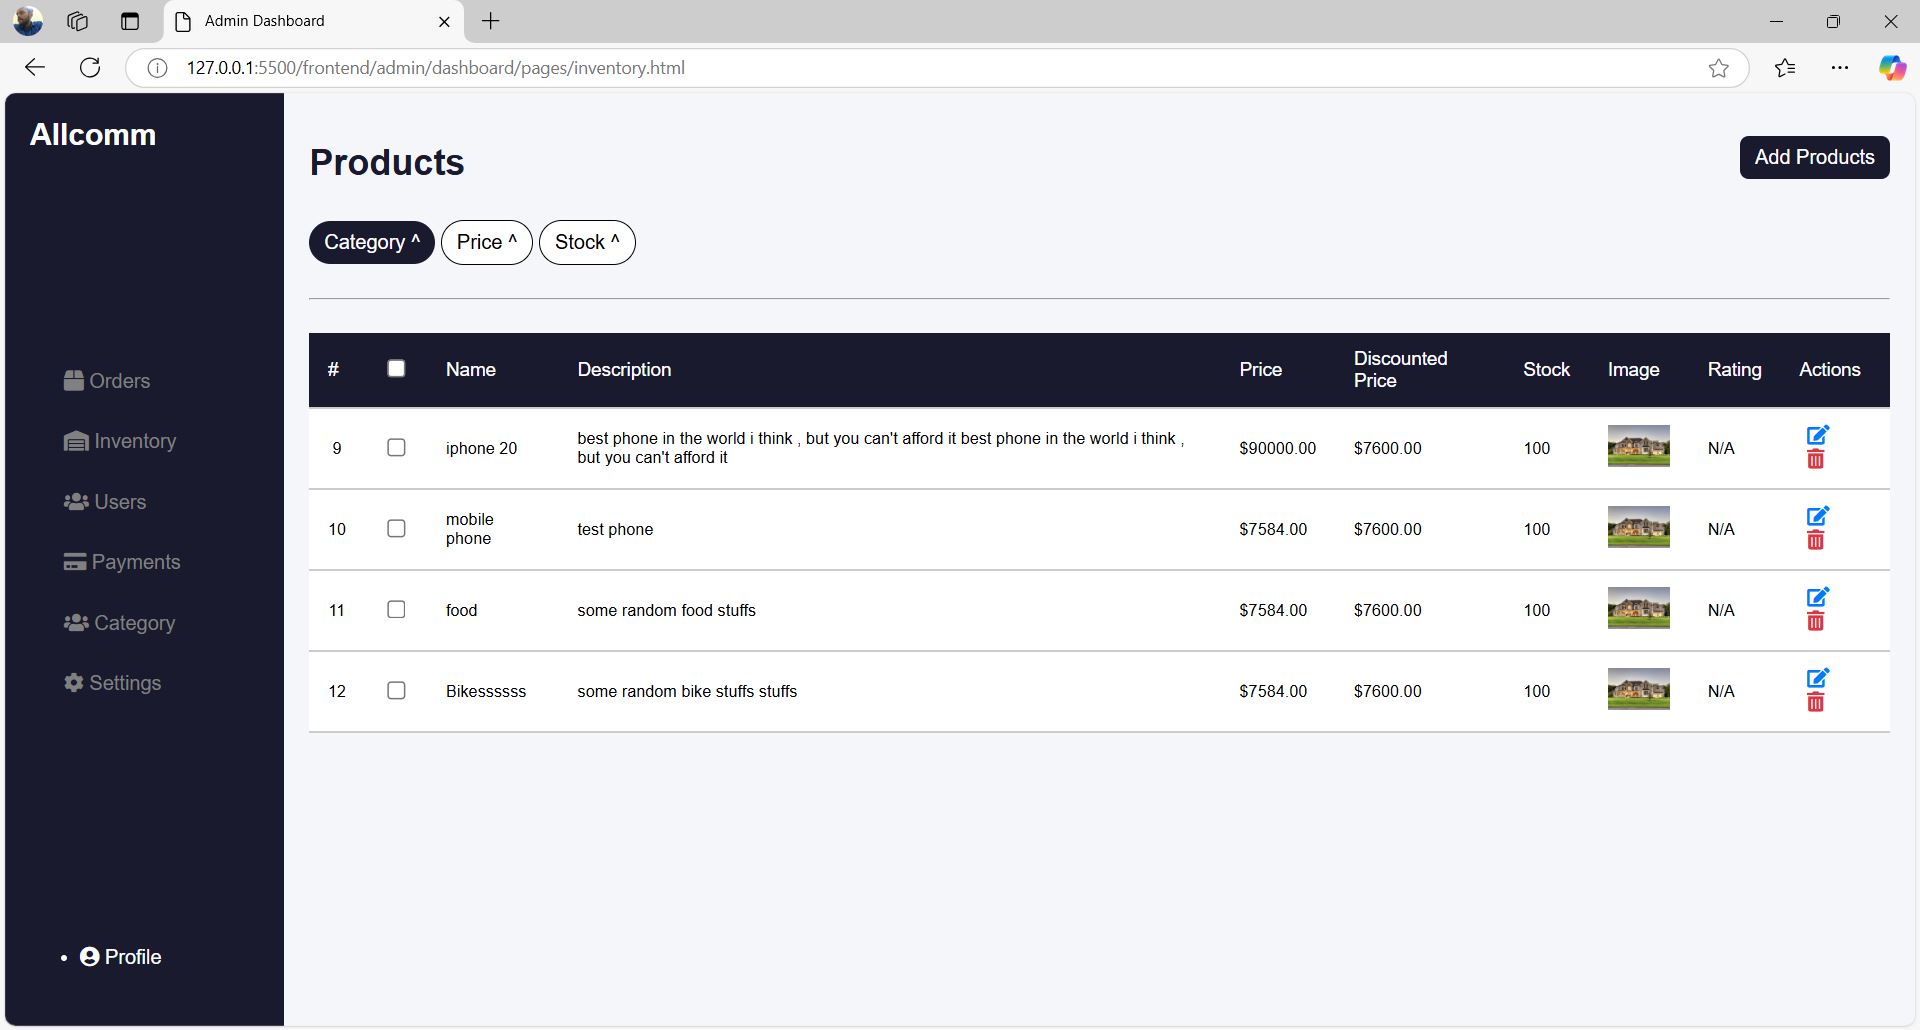 Admin Dashboard
127.0.0.1:5500/frontend/admin/dashboard/pages/inventory.html
Allcomm
Orders
Inventory
Users
Payments
Category
Settings
Profile
Products
Add Products
Category ^ Price ^ Stock ^
# Name Description Price Discounted Price Stock Image Rating Actions
9 iphone 20 best phone in the world i think , but you can't afford it best phone in the world i think ,
but you can't afford it $90000.00 $7600.00 100 N/A
10 mobile phone test phone $7584.00 $7600.00 100 N/A
11 food some random food stuffs $7584.00 $7600.00 100 N/A
12 Bikessssss some random bike stuffs stuffs $7584.00 $7600.00 100 N/A